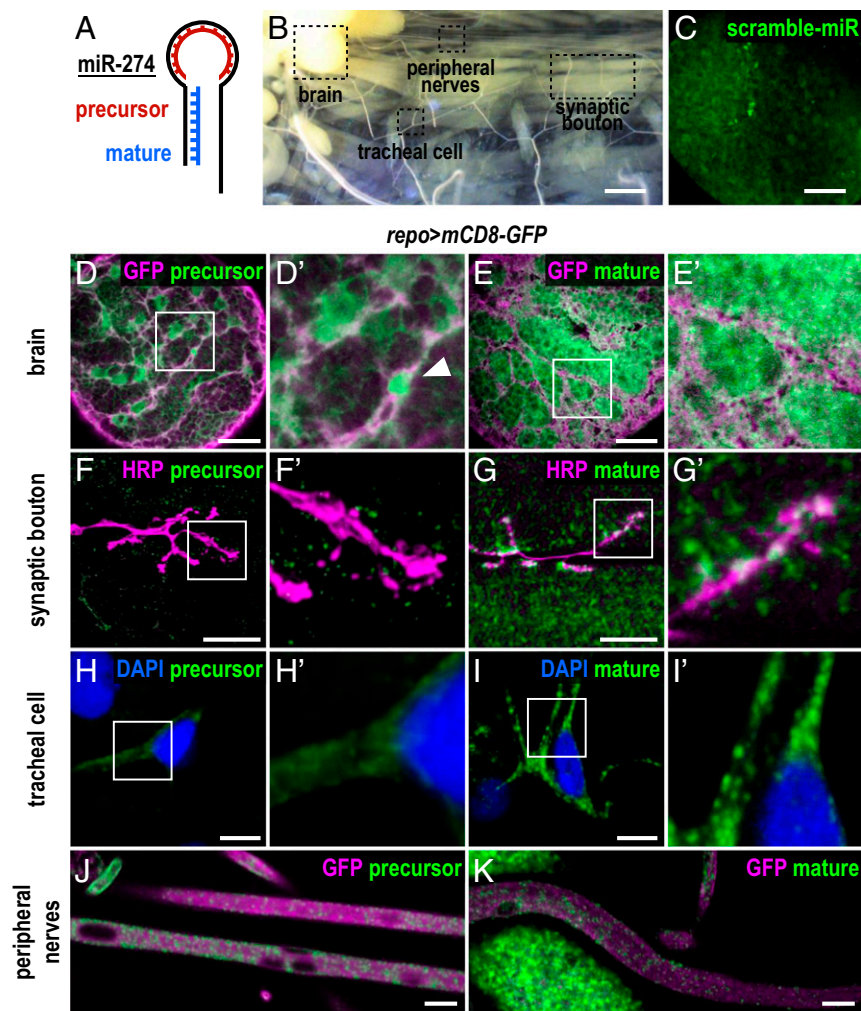 A
miR-274
precursor
mature
B
brain
peripheral
nerves
tracheal cell
synaptic
bouton
C
scramble-miR
repo>mCD8-GFP
brain
D
GFP precursor
D'
E
GFP mature
E'
synaptic bouton
F
HRP precursor
F'
G
HRP mature
G'
tracheal cell
H
DAPI precursor
H'
I
DAPI mature
I'
peripheral
nerves
J
GFP precursor
K
GFP mature